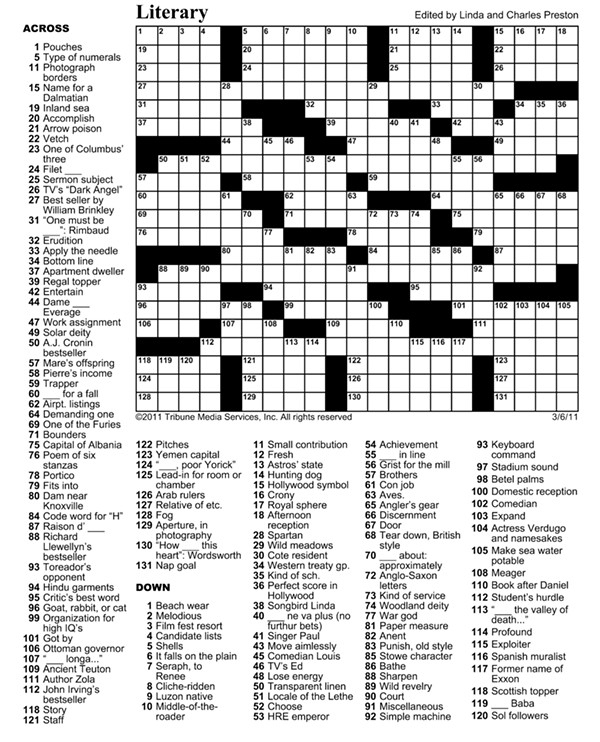 Literary
Edited by Linda and Charles Preston
ACROSS
1 Pouches
5 Type of numerals
11 Photograph
borders
15 Name for a
Dalmatian
19 Inland sea
20 Accomplish
21 Arrow poison
22 Vetch
23 One of Columbus'
three
24 Filet ___
25 Sermon subject
26 TV's "Dark Angel"
27 Best seller by
William Brinkley
31 "One must be
___": Rimbaud
32 Erudition
33 Apply the needle
34 Bottom line
37 Apartment dweller
39 Regal topper
42 Entertain
44 Dame ___
Everage
47 Work assignment
49 Solar deity
50 A.J. Cronin
bestseller
57 Mare's offspring
58 Pierre's income
59 Trapper
60 ___ for a fall
62 Airpt. listings
64 Demanding one
69 One of the Furies
71 Bounders
75 Capital of Albania
76 Poem of six
stanzas
78 Portico
79 Fits into
80 Dam near
Knoxville
84 Code word for "H"
87 Raison d' ___
88 Richard
Llewellyn's
bestseller
93 Toreador's
opponent
94 Hindu garments
95 Critic's best word
96 Goat, rabbit, or cat
99 Organization for
high IQ's
101 Got by
106 Ottoman governor
107 "___ longa..."
109 Ancient Teuton
111 Author Zola
112 John Irving's
bestseller
118 Story
121 Staff
©2011 Tribune Media Services, Inc. All rights reserved
3/6/11
122 Pitches
123 Yemen capital
124 "___, poor Yorick"
125 Lead-in for room or
chamber
126 Arab rulers
127 Relative of etc.
128 Fog
129 Aperture, in
photography
130 "How ___ this
heart": Wordsworth
131 Nap goal
DOWN
1 Beach wear
2 Melodious
3 Film fest resort
4 Candidate lists
5 Shells
6 It falls on the plain
7 Seraph, to
Renee
8 Cliche-ridden
9 Luzon native
10 Middle-of-the-
roader
11 Small contribution
12 Fresh
13 Astros' state
14 Hunting dog
15 Hollywood symbol
16 Crony
17 Royal sphere
18 Afternoon
reception
28 Spartan
29 Wild meadows
30 Cote resident
34 Western treaty gp.
35 Kind of sch.
36 Perfect score in
Hollywood
38 Songbird Linda
40 ___ ne va plus (no
furthur bets)
41 Singer Paul
43 Move aimlessly
45 Comedian Louis
46 TV's Ed
48 Lose energy
50 Transparent linen
51 Locale of the Lethe
52 Choose
53 HRE emperor
54 Achievement
55 ___ in line
56 Grist for the mill
57 Brothers
61 Con job
63 Aves.
65 Angler's gear
66 Discernment
67 Door
68 Tear down, British
style
70 ___ about:
approximately
72 Anglo-Saxon
letters
73 Kind of service
74 Woodland deity
77 War god
81 Paper measure
82 Anent
83 Punish, old style
85 Stowe character
86 Bathe
88 Sharpen
89 Wild revelry
90 Court
91 Miscellaneous
92 Simple machine
93 Keyboard
command
97 Stadium sound
98 Betel palms
100 Domestic reception
102 Comedian
103 Expand
104 Actress Verdugo
and namesakes
105 Make sea water
potable
108 Meager
110 Book after Daniel
112 Student's hurdle
113 "___ the valley of
death..."
114 Profound
115 Exploiter
116 Spanish muralist
117 Former name of
Exxon
118 Scottish topper
119 ___ Baba
120 Sol followers